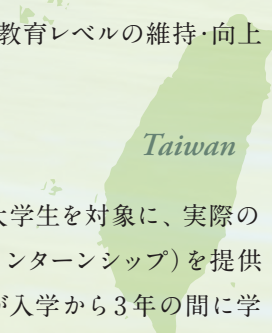 教育レベルの維持･向上
Taiwan
大学生を対象に、実際の
ンターンシップ)を提供
が入学から3年の間に学